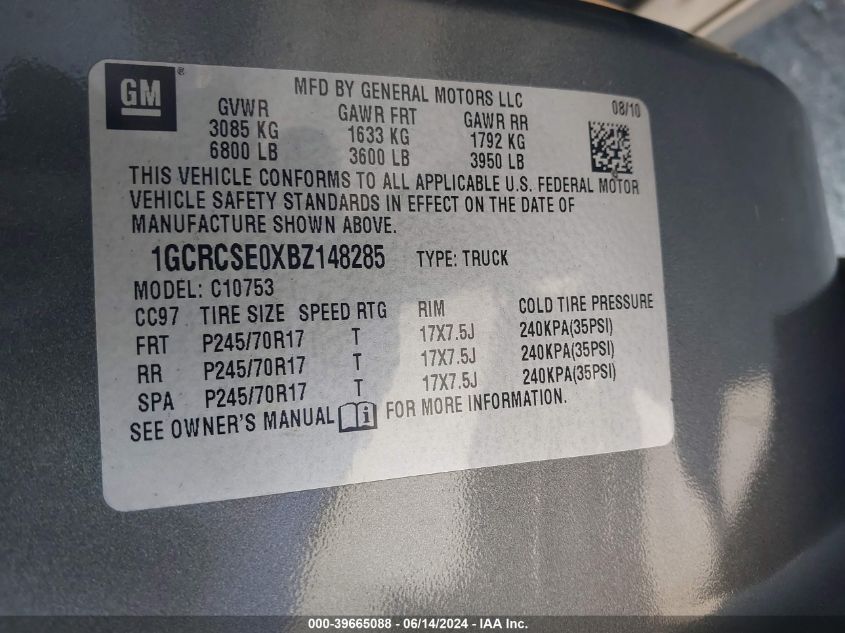 GM®
MFD BY GENERAL MOTORS LLC
08/10
GVWR GAWR FRT GAWR RR
3085 KG 1633 KG 1792 KG
6800 LB 3600 LB 3950 LB
THIS VEHICLE CONFORMS TO ALL APPLICABLE U.S. FEDERAL MOTOR
VEHICLE SAFETY STANDARDS IN EFFECT ON THE DATE OF
MANUFACTURE SHOWN ABOVE.
1GCRCSE0XBZ148285 TYPE: TRUCK
MODEL: C10753
CC97 TIRE SIZE SPEED RTG RIM COLD TIRE PRESSURE
FRT P245/70R17 T 17X7.5J 240KPA(35PSI)
RR P245/70R17 T 17X7.5J 240KPA(35PSI)
SPA P245/70R17 T 17X7.5J 240KPA(35PSI)
SEE OWNER'S MANUAL i FOR MORE INFORMATION.
000-39665088 - 06/14/2024 - IAA Inc.